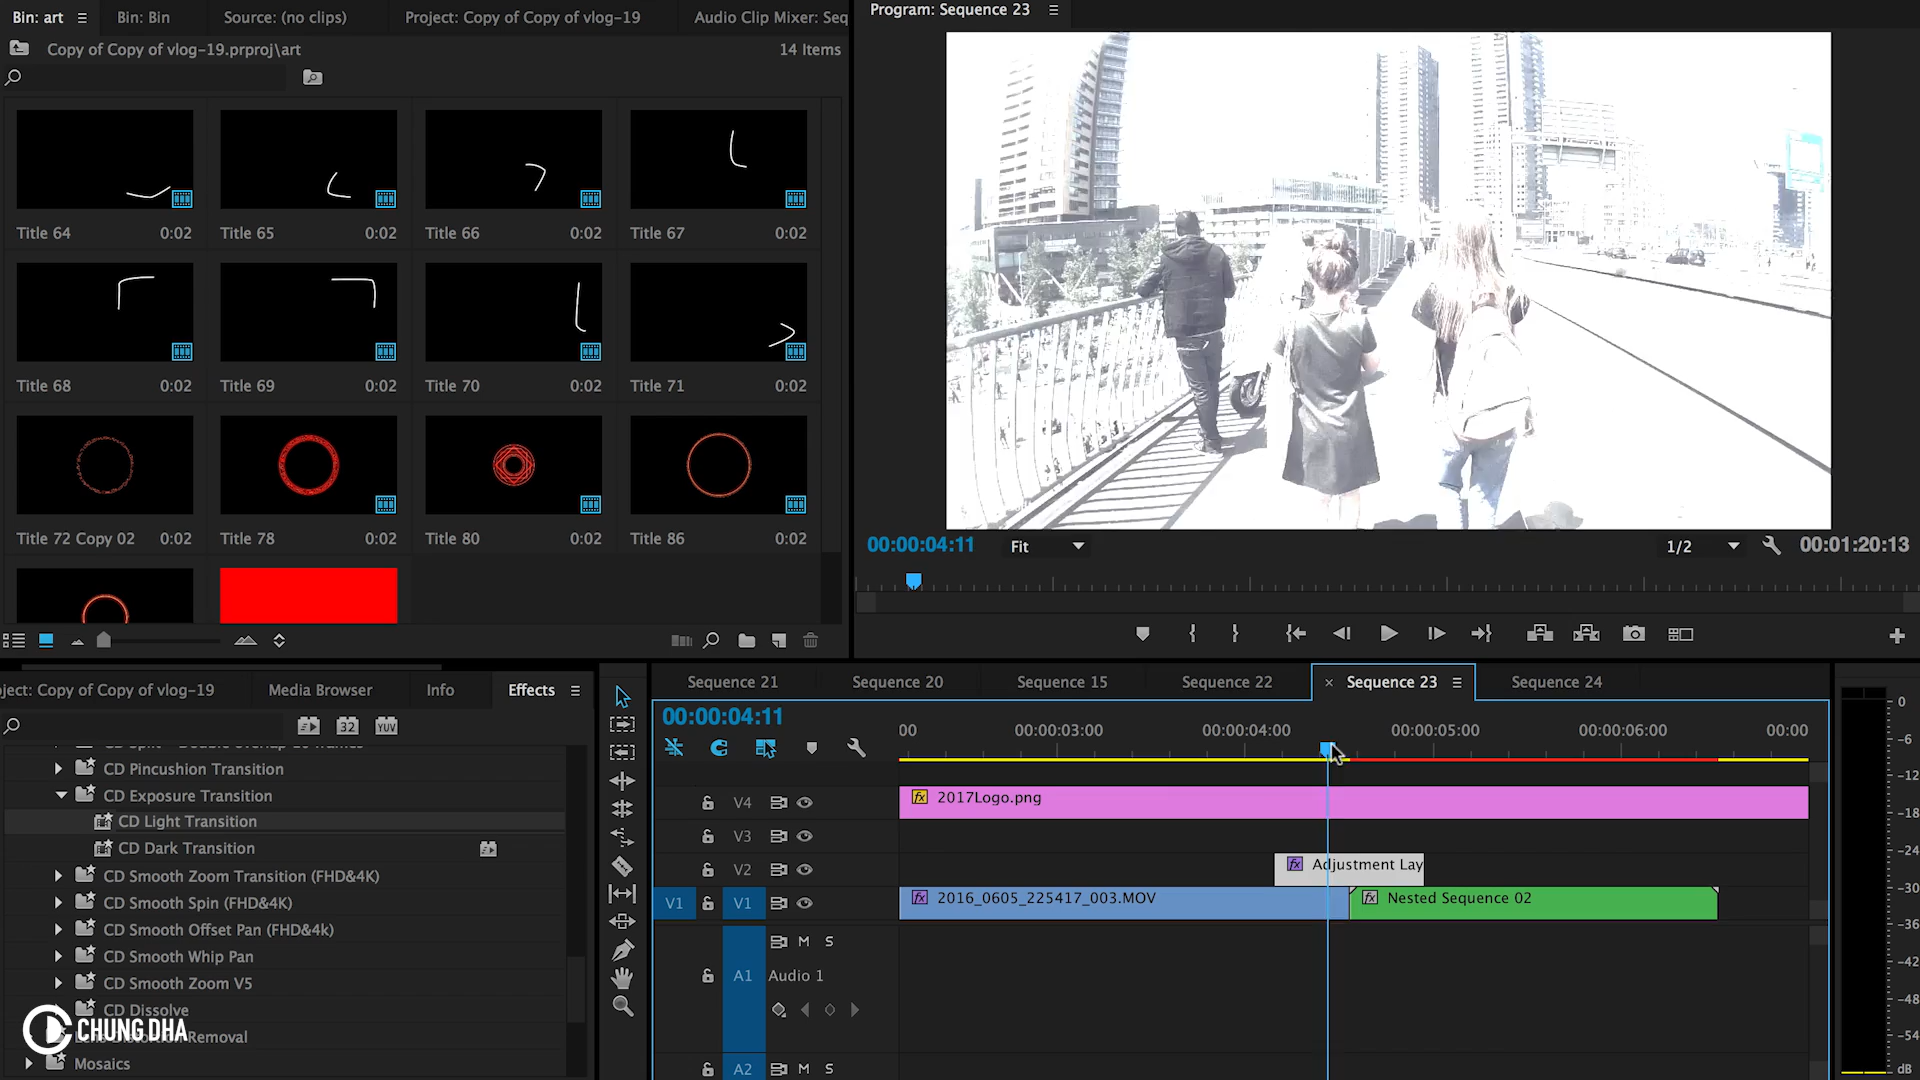 Bin: art
Bin: Bin
Source: (no clips)
Project: Copy of Copy of vlog-19
Audio Clip Mixer: Seq
Copy of Copy of vlog-19.prproj\art
14 Items
Title 64 0:02
Title 65 0:02
Title 66 0:02
Title 67 0:02
Title 68 0:02
Title 69 0:02
Title 70 0:02
Title 71 0:02
Title 72 Copy 02 0:02
Title 78 0:02
Title 80 0:02
Title 86 0:02
Program: Sequence 23
00:00:04:11
Fit
1/2
00:01:20:13
ject: Copy of Copy of vlog-19
Media Browser
Info
Effects
32
YUV
CD Pincushion Transition
CD Exposure Transition
CD Light Transition
CD Dark Transition
CD Smooth Zoom Transition (FHD&4K)
CD Smooth Spin (FHD&4K)
CD Smooth Offset Pan (FHD&4k)
CD Smooth Whip Pan
CD Smooth Zoom V5
CD Dissolve
Removal
Mosaics
CHUNG DHA
Sequence 21
Sequence 20
Sequence 15
Sequence 22
× Sequence 23
Sequence 24
00:00:04:11
00
00:00:03:00
00:00:04:00
00:00:05:00
00:00:06:00
00:00
V4
fx 2017Logo.png
V3
V2
fx Adjustment Lay
V1 V1
fx 2016_0605_225417_003.MOV
fx Nested Sequence 02
M S
A1 Audio 1
A2 M S
0
-6
-12
-18
-24
-30
-36
-42
-48
-54
dB